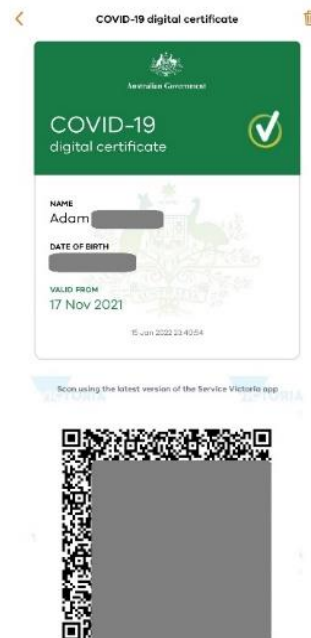 COVID-19 digital certificate
Australian Government
COVID-19
digital certificate
NAME
Adam
DATE OF BIRTH
VALID FROM
17 Nov 2021
15 Jan 2022 23:40:54
Scan using the latest version of the Service Victoria app
VICTORIA